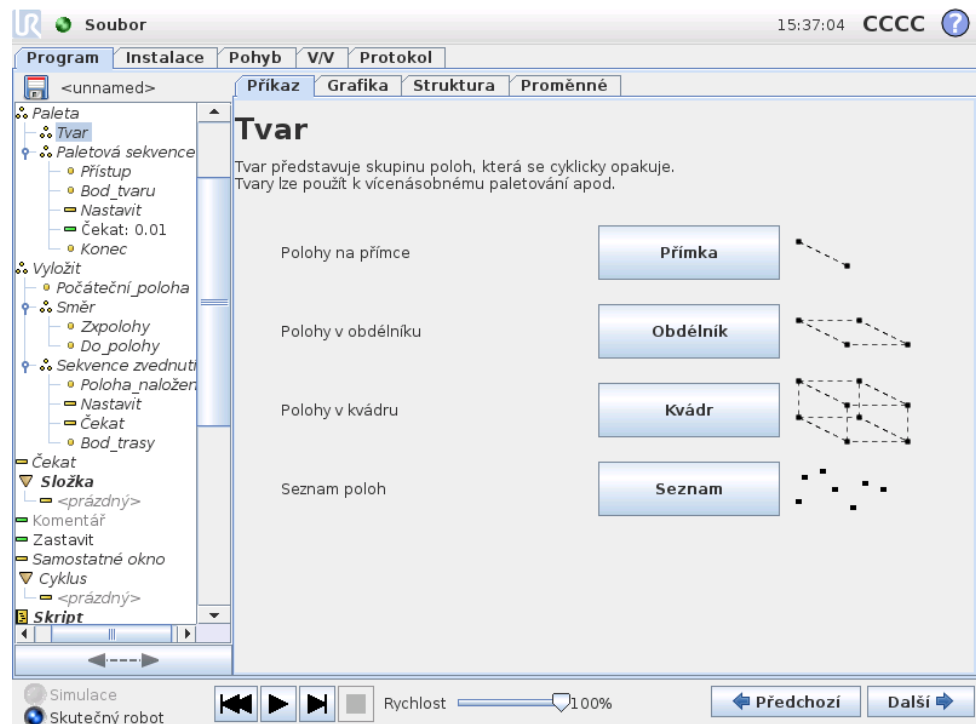 UR Soubor 15:37:04 CCCC ?
Program Instalace Pohyb V/V Protokol
<unnamed>
Příkaz Grafika Struktura Proměnné
Paleta
Tvar
Paletová sekvence
Přístup
Bod_tvaru
Nastavit
Čekat: 0.01
Konec
Vyložit
Počáteční_poloha
Směr
Zxpolohy
Do_polohy
Sekvence zvednutí
Poloha_naložen
Nastavit
Čekat
Bod_trasy
Čekat
Složka
<prázdný>
Komentář
Zastavit
Samostatné okno
Cyklus
<prázdný>
Skript
Tvar
Tvar představuje skupinu poloh, která se cyklicky opakuje.
Tvary lze použít k vícenásobnému paletování apod.
Polohy na přímce Přímka
Polohy v obdélníku Obdélník
Polohy v kvádru Kvádr
Seznam poloh Seznam
Simulace
Skutečný robot
Rychlost 100%
Předchozí Další